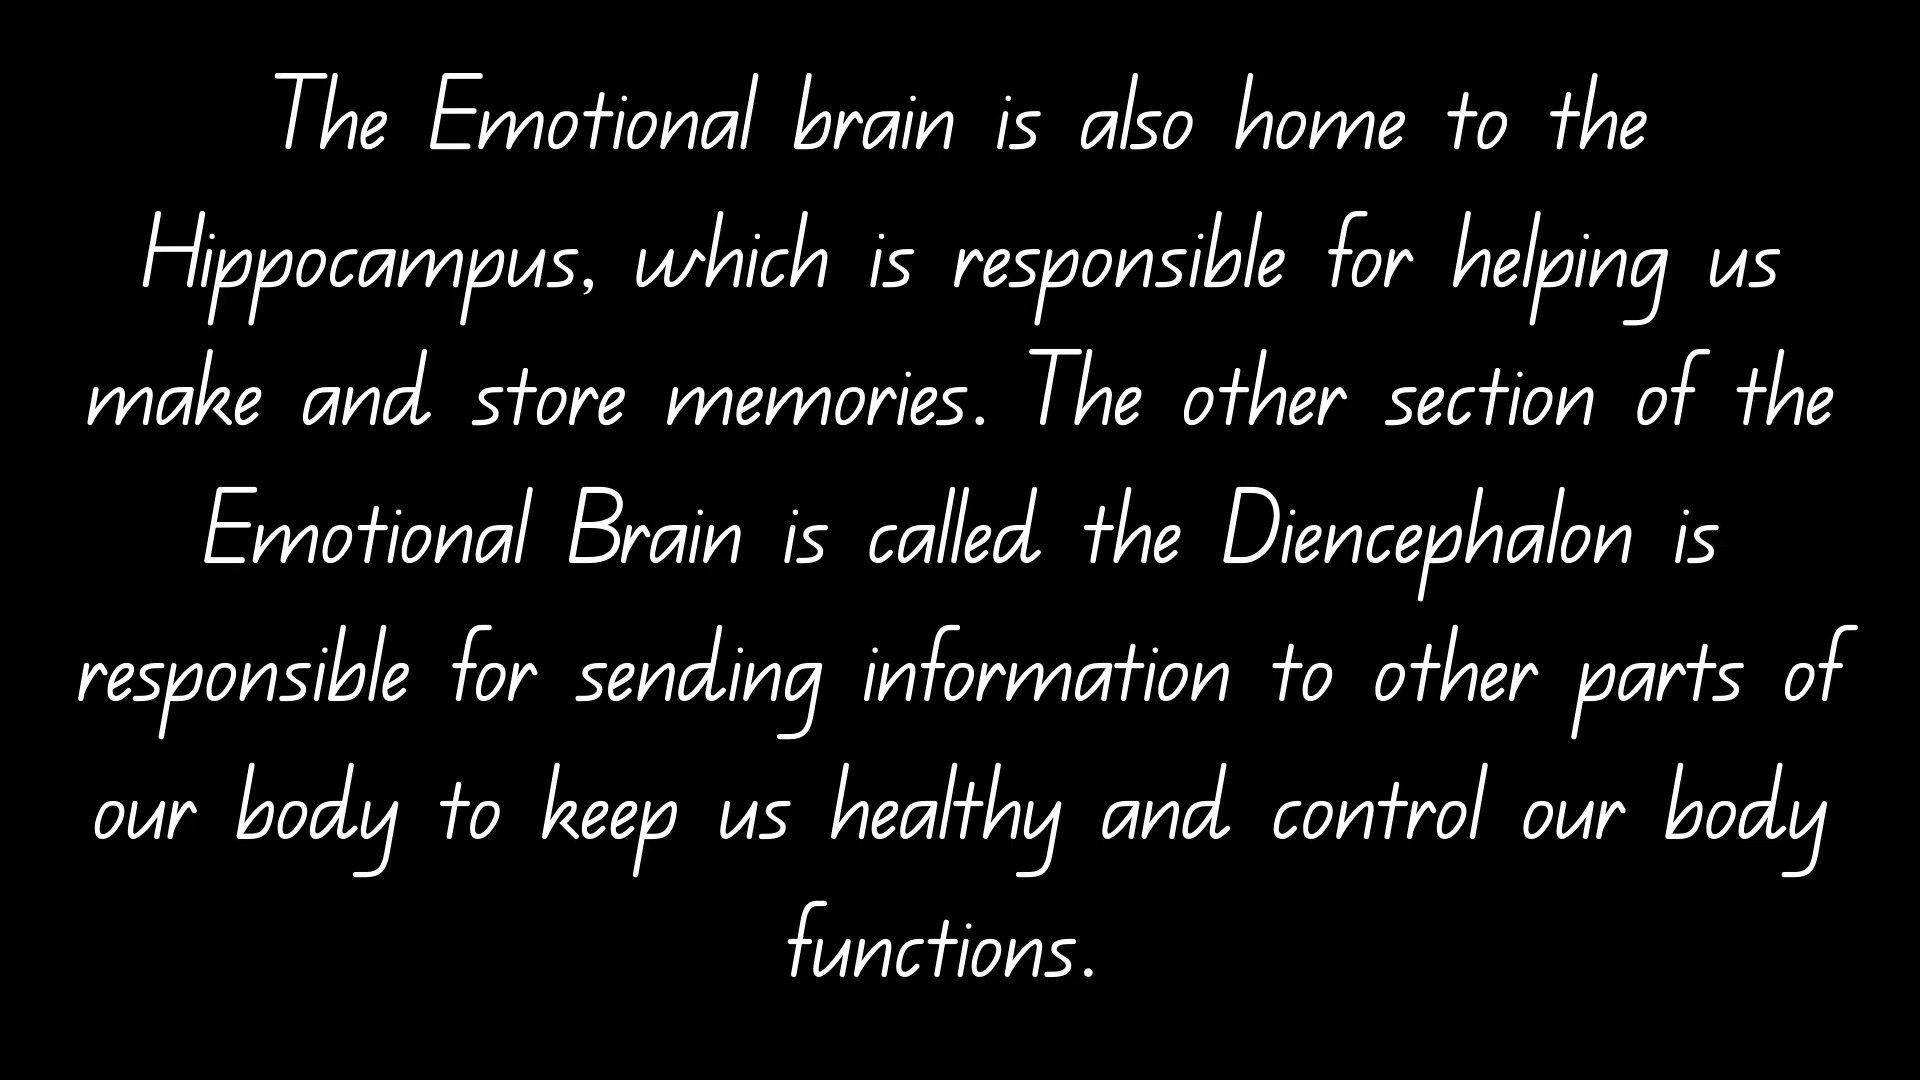 The Emotional brain is also home to the
Hippocampus, which is responsible for helping us
make and store memories. The other section of the
Emotional Brain is called the Diencephalon is
responsible for sending information to other parts of
our body to keep us healthy and control our body
functions.